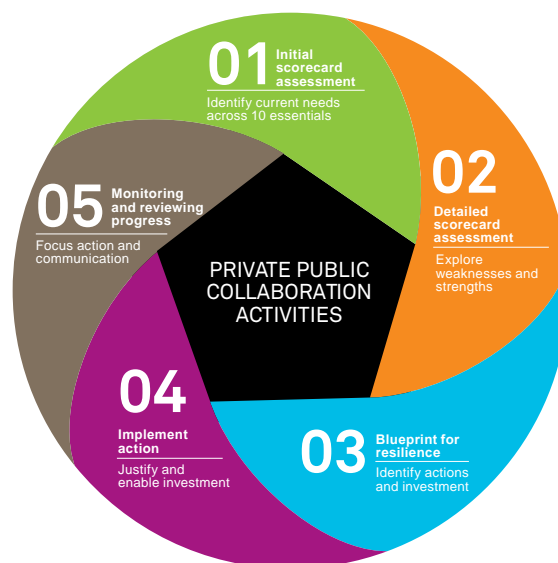 01
Initial
scorecard
assessment
Identify current needs
across 10 essentials
02
Detailed
scorecard
assessment
Explore
weaknesses and
strengths
03
Blueprint for
resilience
Identify actions
and investment
04
Implement
action
Justify and
enable investment
05
Monitoring
and reviewing
progress
Focus action and
communication
PRIVATE PUBLIC
COLLABORATION
ACTIVITIES